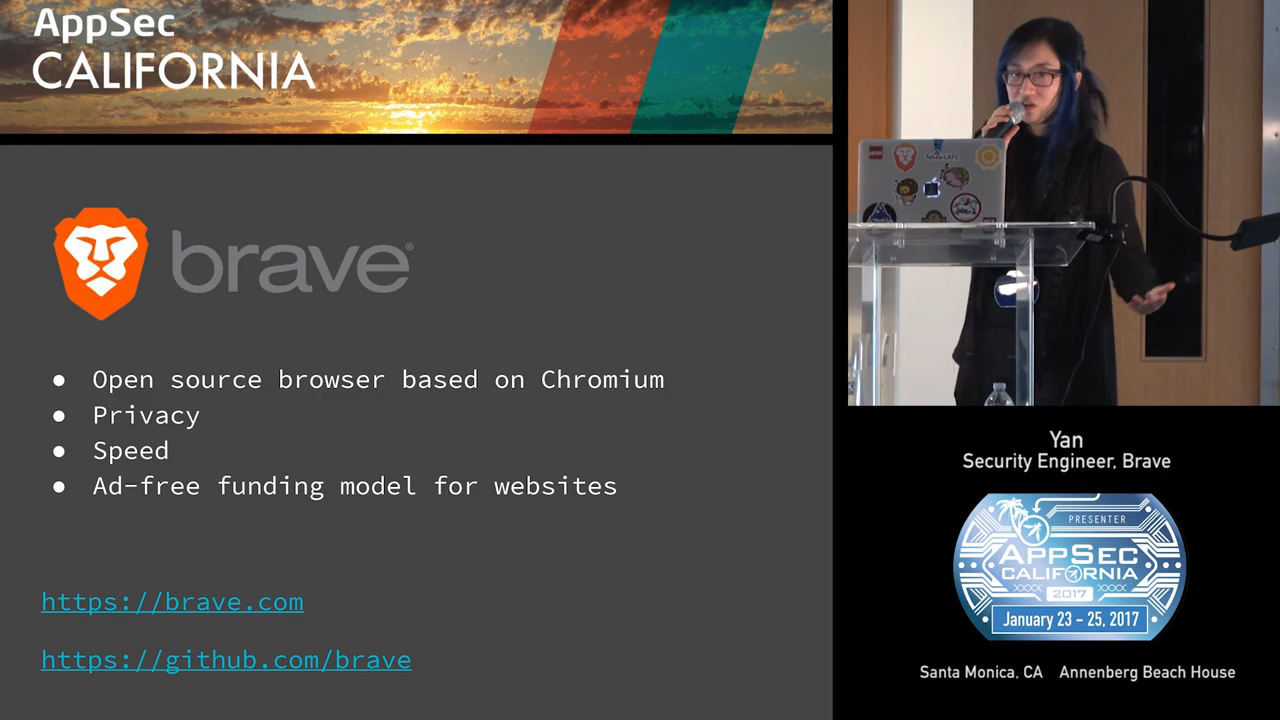 AppSec
CALIFORNIA
brave®
● Open source browser based on Chromium
● Privacy
● Speed
● Ad-free funding model for websites
https://brave.com
https://github.com/brave
Yan
Security Engineer, Brave
PRESENTER
APPSEC
CALIFORNIA
2017
January 23 - 25, 2017
Santa Monica, CA Annenberg Beach House